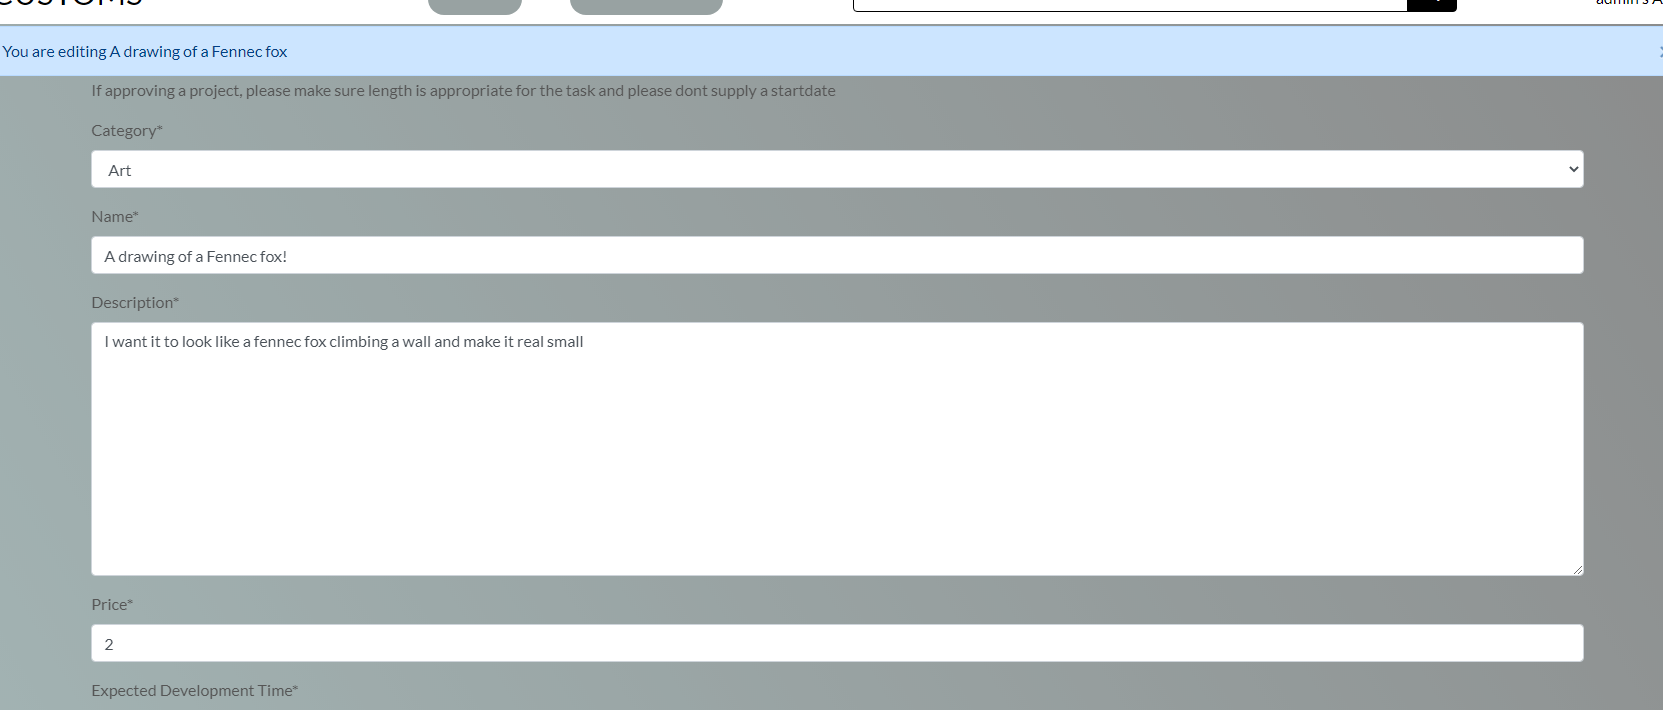 CUSTOMS
admin's A
You are editing A drawing of a Fennec fox
If approving a project, please make sure length is appropriate for the task and please dont supply a startdate
Category*
Art
Name*
A drawing of a Fennec fox!
Description*
I want it to look like a fennec fox climbing a wall and make it real small
Price*
2
Expected Development Time*